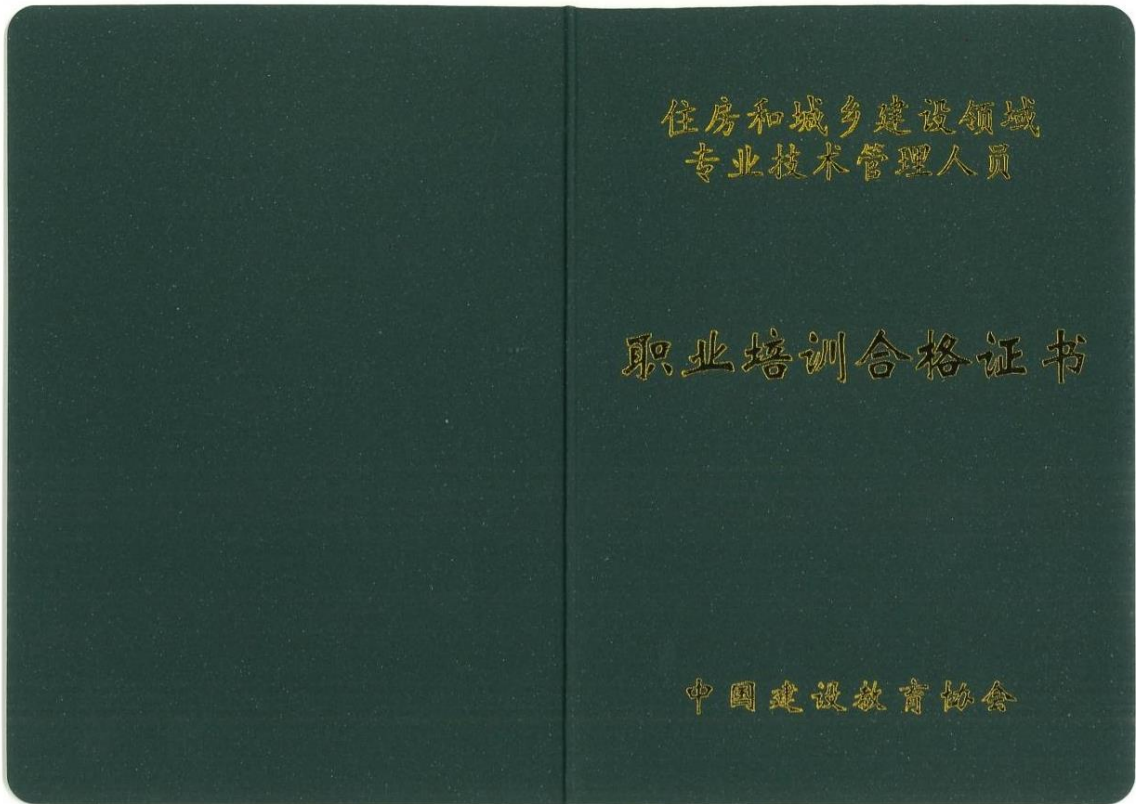 住房和城乡建设领域
专业技术管理人员
职业培训合格证书
中国建设教育协会